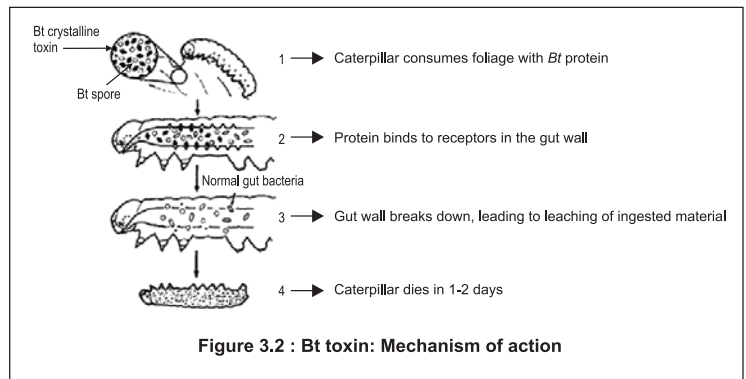 Bt crystalline
toxin
Bt spore
1 Caterpillar consumes foliage with Bt protein
2 Protein binds to receptors in the gut wall
Normal gut bacteria
3 Gut wall breaks down, leading to leaching of ingested material
4 Caterpillar dies in 1-2 days
Figure 3.2 : Bt toxin: Mechanism of action